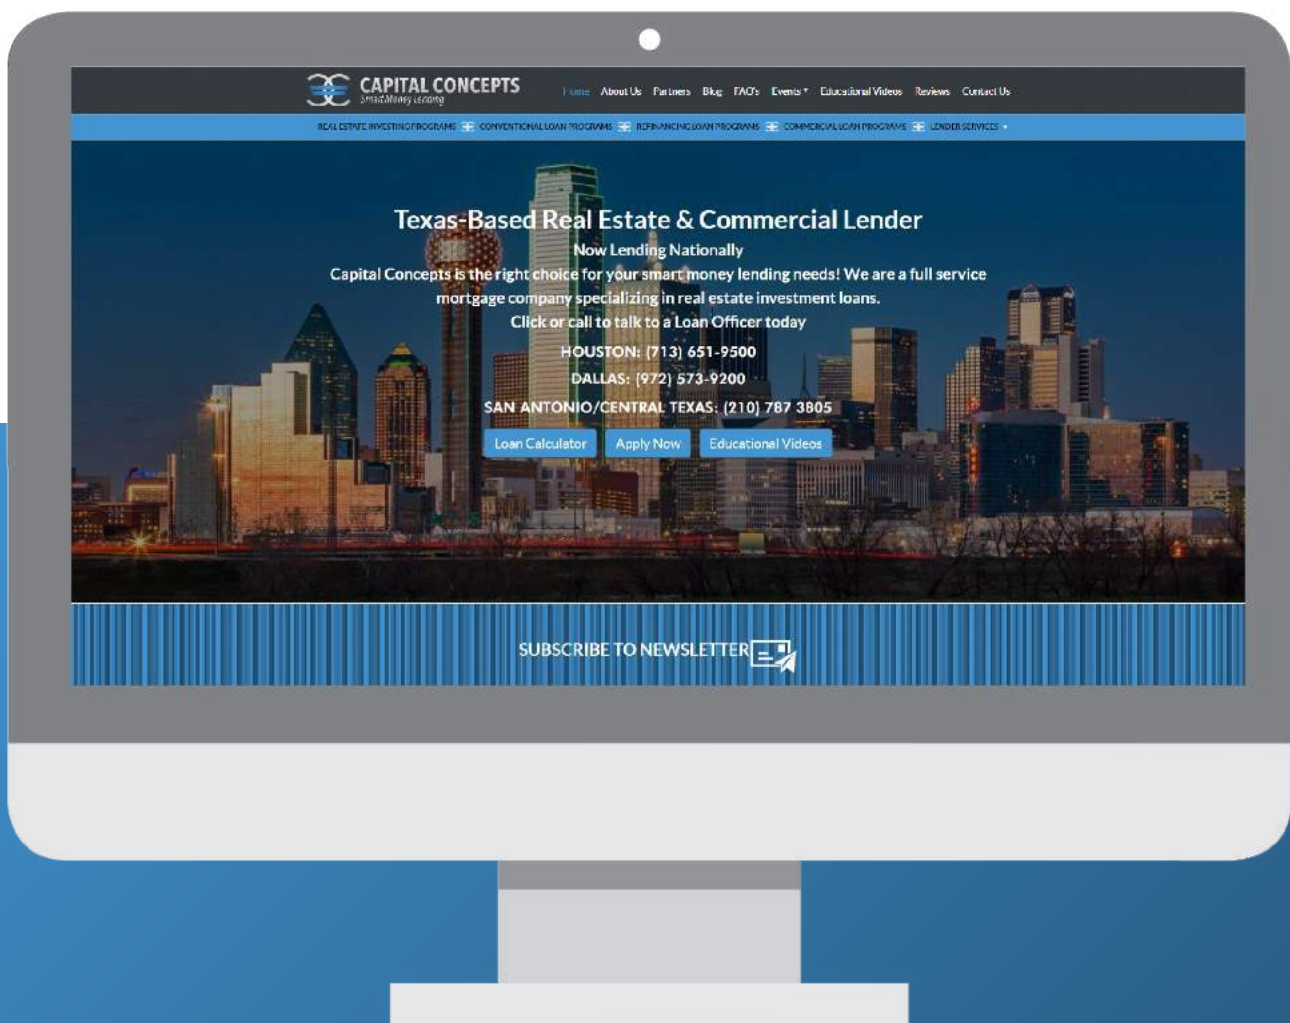 CAPITAL CONCEPTS
Smart Money Lending
Home About Us Partners Blog FAQ's Events Educational Videos Reviews Contact Us
REAL ESTATE INVESTING PROGRAMS CONVENTIONAL LOAN PROGRAMS REFINANCING LOAN PROGRAMS COMMERCIAL LOAN PROGRAMS LENDER SERVICES
Texas-Based Real Estate & Commercial Lender
Now Lending Nationally
Capital Concepts is the right choice for your smart money lending needs! We are a full service
mortgage company specializing in real estate investment loans.
Click or call to talk to a Loan Officer today
HOUSTON: (713) 651-9500
DALLAS: (972) 573-9200
SAN ANTONIO/CENTRAL TEXAS: (210) 787 3805
Loan Calculator Apply Now Educational Videos
SUBSCRIBE TO NEWSLETTER